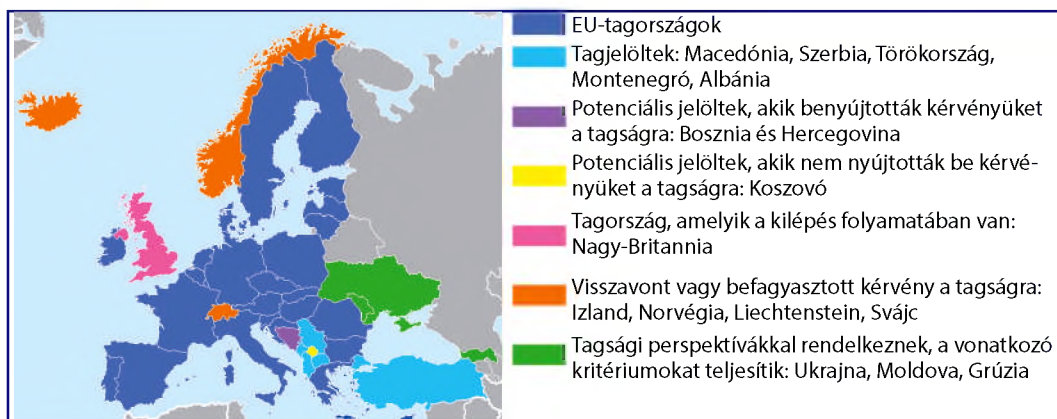 EU-tagországok
Tagjelöltek: Macedónia, Szerbia, Törökország,
Montenegró, Albánia
Potenciális jelöltek, akik benyújtották kérvényüket
a tagságra: Bosznia és Hercegovina
Potenciális jelöltek, akik nem nyújtották be kérvé-
nyüket a tagságra: Koszovó
Tagország, amelyik a kilépés folyamatában van:
Nagy-Britannia
Visszavont vagy befagyasztott kérvény a tagságra:
Izland, Norvégia, Liechtenstein, Svájc
Tagsági perspektívákkal rendelkeznek, a vonatkozó
kritériumokat teljesítik: Ukrajna, Moldova, Grúzia